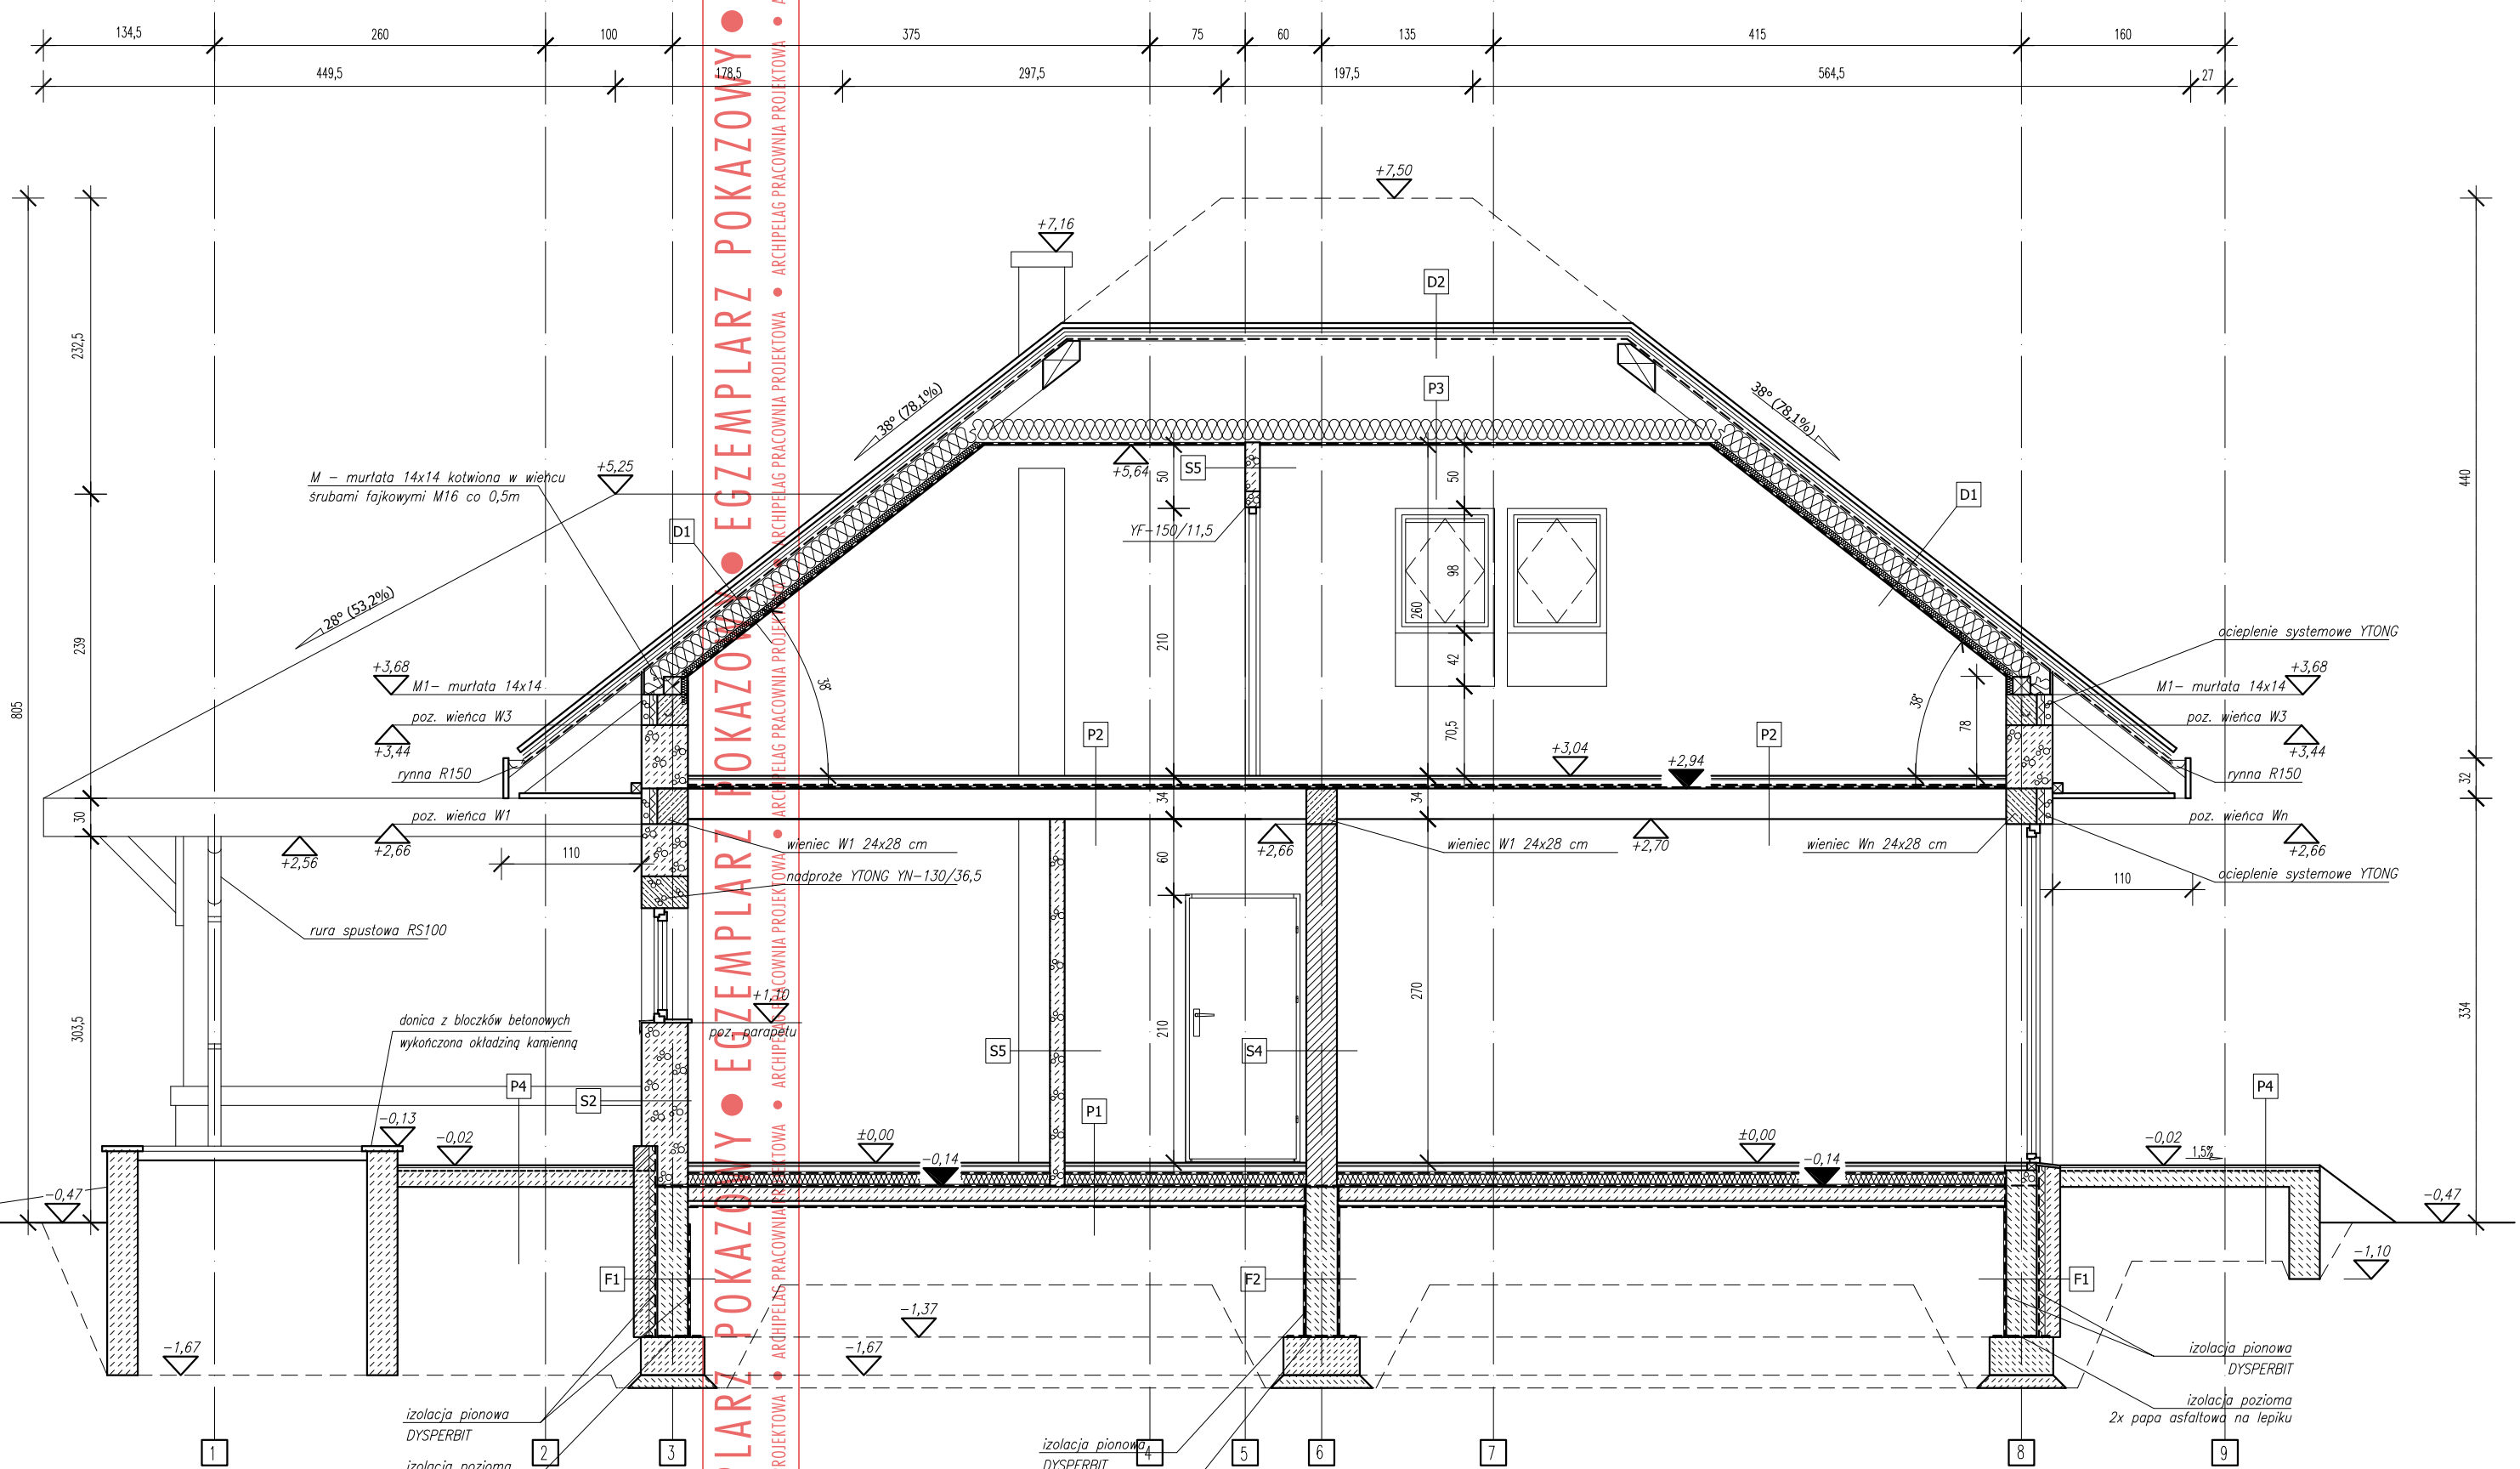 134,5
260
100
375
75
60
135
415
160
449,5
178,5
297,5
197,5
564,5
27
EGZEMPLARZ POKAZOWY • EGZEMPLARZ POKAZOWY • EGZEMPLARZ POKAZOWY •
ARCHIPELAG PRACOWNIA PROJEKTOWA • ARCHIPELAG PRACOWNIA PROJEKTOWA • ARCHIPELAG PRACOWNIA PROJEKTOWA •
+7,50
+7,16
D2
38° (78,1%)
38° (78,1%)
P3
232,5
440
M – murłata 14x14 kotwiona w wieńcu
śrubami fajkowymi M16 co 0,5m
+5,25
+5,64
50
S5
50
D1
D1
YF-150/11,5
98
260
28° (53,2%)
239
210
42
ocieplenie systemowe YTONG
+3,68
M1- murłata 14x14
38°
38°
+3,68
M1- murłata 14x14
805
poz. wieńca W3
+3,44
P2
70,5
P2
78
poz. wieńca W3
+3,44
rynna R150
+3,04
+2,94
rynna R150
32
30
34
34
poz. wieńca W1
poz. wieńca Wn
+2,56
+2,66
110
wieniec W1 24x28 cm
60
+2,66
wieniec W1 24x28 cm
+2,70
wieniec Wn 24x28 cm
+2,66
nadproże YTONG YN-130/36,5
110
ocieplenie systemowe YTONG
rura spustowa RS100
303,5
+1,10
poz. parapetu
270
334
donica z bloczków betonowych
wykończona okładziną kamienną
210
S5
S4
P4
S2
P1
P4
-0,13
-0,02
±0,00
±0,00
-0,02
1,5%
-0,14
-0,14
-0,47
-0,47
-1,10
F1
F2
F1
-1,37
-1,67
-1,67
izolacja pionowa
DYSPERBIT
izolacja pozioma
2x papa asfaltowa na lepiku
izolacja pionowa
DYSPERBIT
izolacja pozioma
izolacja pionowa
DYSPERBIT
1
2
3
4
5
6
7
8
9